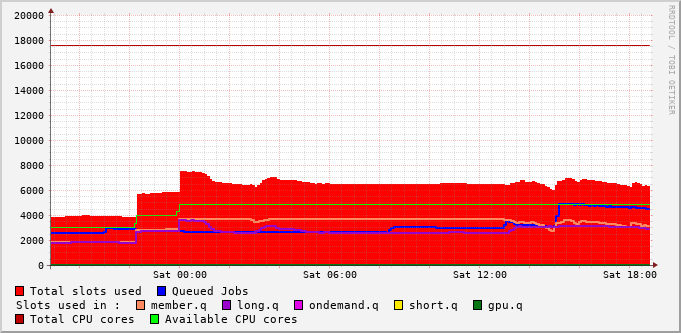 20000
18000
16000
14000
12000
10000
8000
6000
4000
2000
0
Sat 00:00 Sat 06:00 Sat 12:00 Sat 18:00
Total slots used Queued Jobs
Slots used in : member.q long.q ondemand.q short.q gpu.q
Total CPU cores Available CPU cores
RRDTOOL / TOBI OETIKER